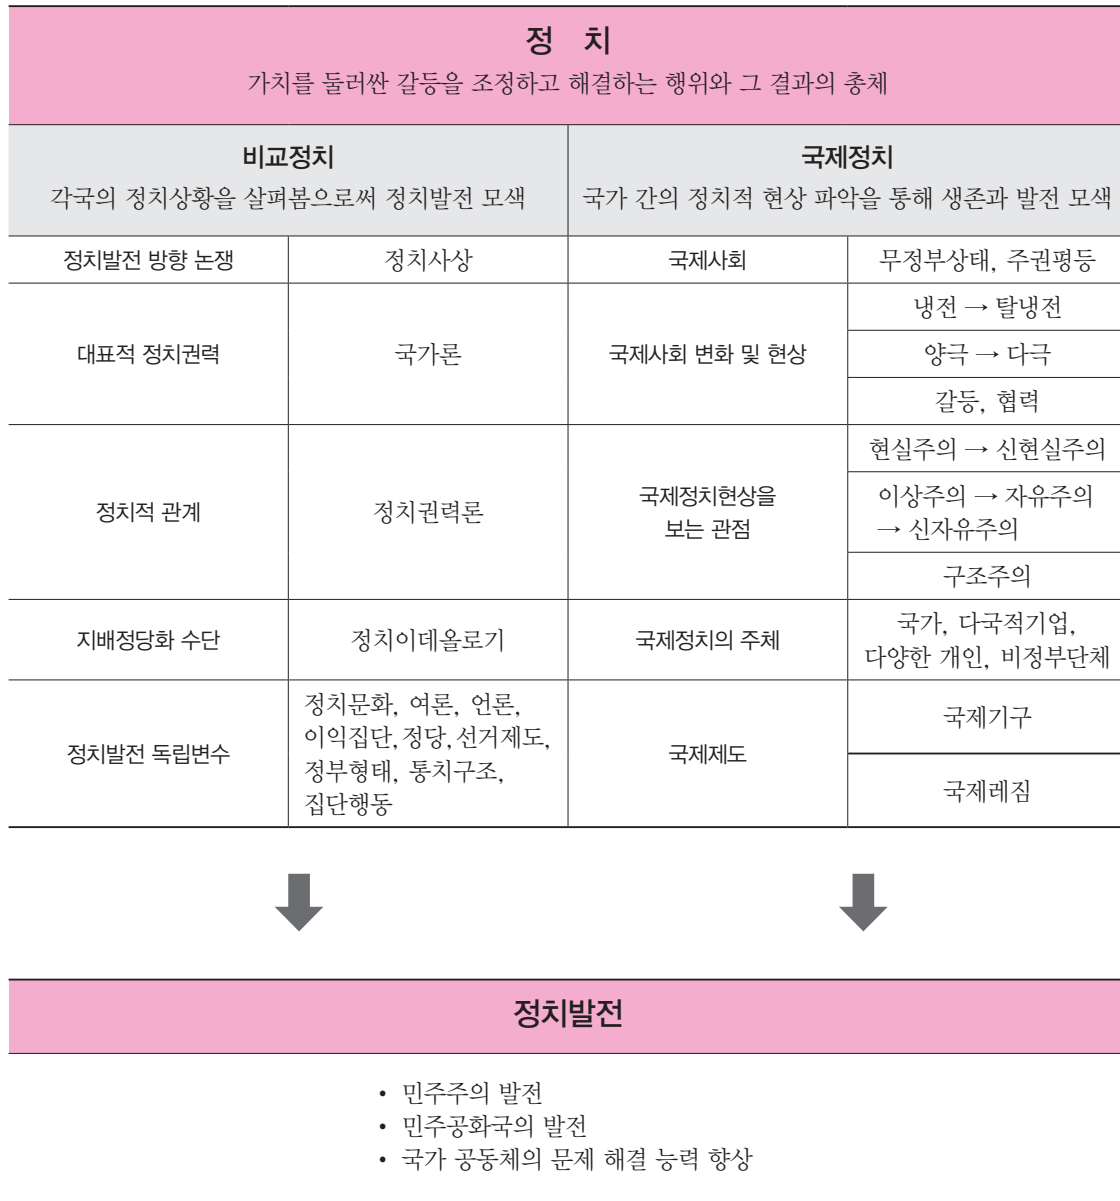 정 치
가치를 둘러싼 갈등을 조정하고 해결하는 행위와 그 결과의 총체
비교정치
각국의 정치상황을 살펴봄으로써 정치발전 모색
국제정치
국가 간의 정치적 현상 파악을 통해 생존과 발전 모색
정치발전 방향 논쟁
정치사상
국제사회
무정부상태, 주권평등
대표적 정치권력
국가론
국제사회 변화 및 현상
냉전 → 탈냉전
양극 → 다극
갈등, 협력
정치적 관계
정치권력론
국제정치현상을
보는 관점
현실주의 → 신현실주의
이상주의 → 자유주의
→ 신자유주의
구조주의
지배정당화 수단
정치이데올로기
국제정치의 주체
국가, 다국적기업,
다양한 개인, 비정부단체
정치발전 독립변수
정치문화, 여론, 언론,
이익집단, 정당, 선거제도,
정부형태, 통치구조,
집단행동
국제제도
국제기구
국제레짐
정치발전
• 민주주의 발전
• 민주공화국의 발전
• 국가 공동체의 문제 해결 능력 향상